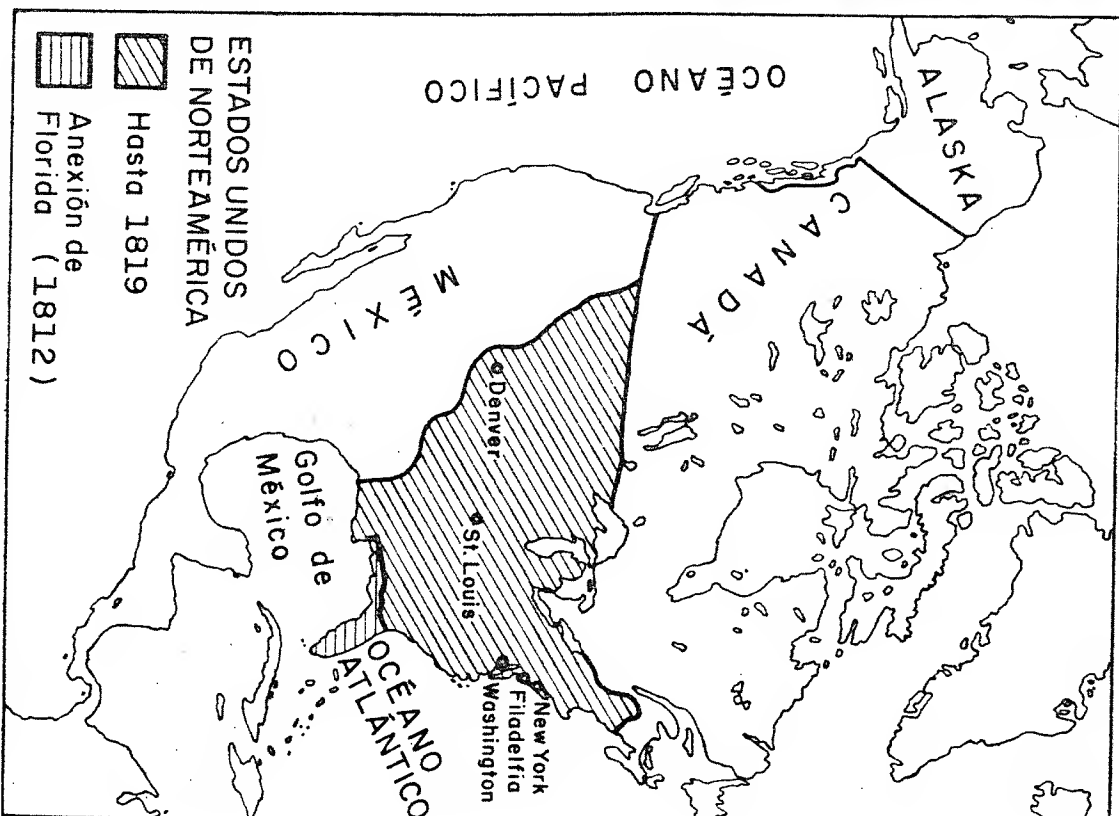 ALASKA
CANADÁ
OCÉANO PACÍFICO
MÉXICO
Denver
St. Louis
New York
Filadelfia
Washington
Golfo de
México
OCÉANO
ATLÁNTICO
ESTADOS UNIDOS
DE NORTEAMÉRICA
Hasta 1819
Anexión de
Florida (1812)